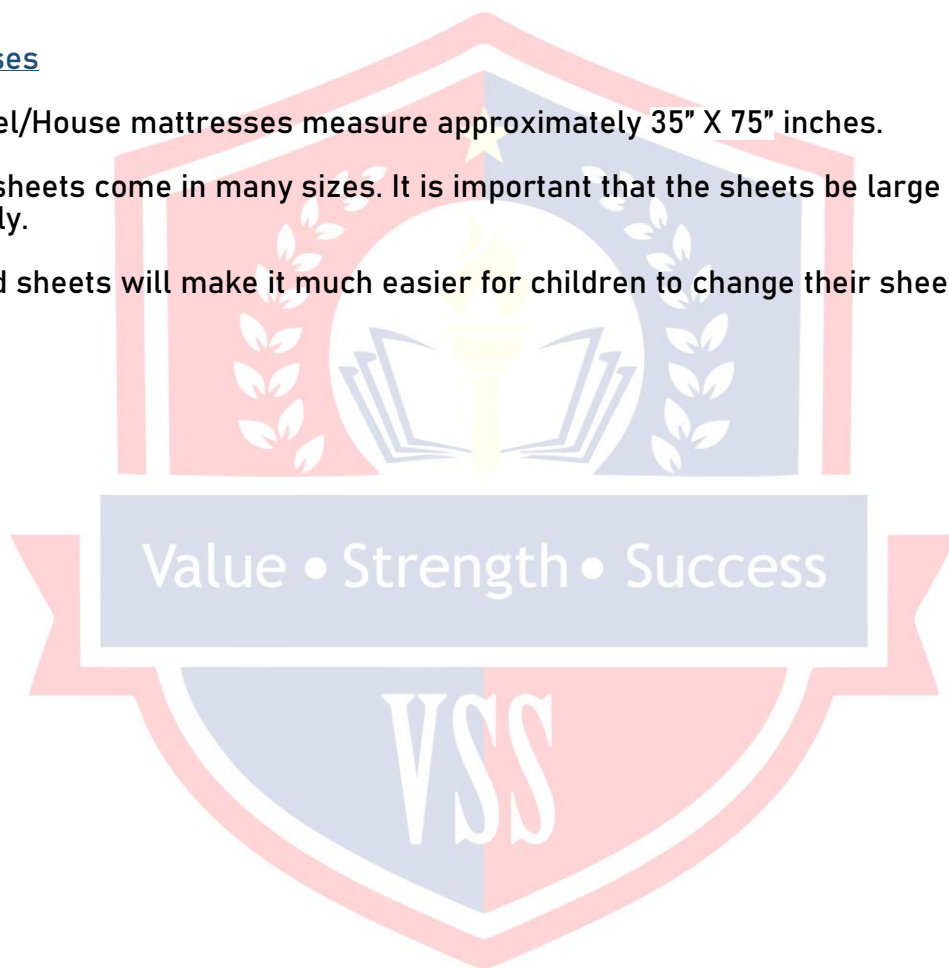 ses
el/House mattresses measure approximately 35” X 75” inches.
sheets come in many sizes. It is important that the sheets be large
ly.
d sheets will make it much easier for children to change their shee
Value • Strength • Success
VSS